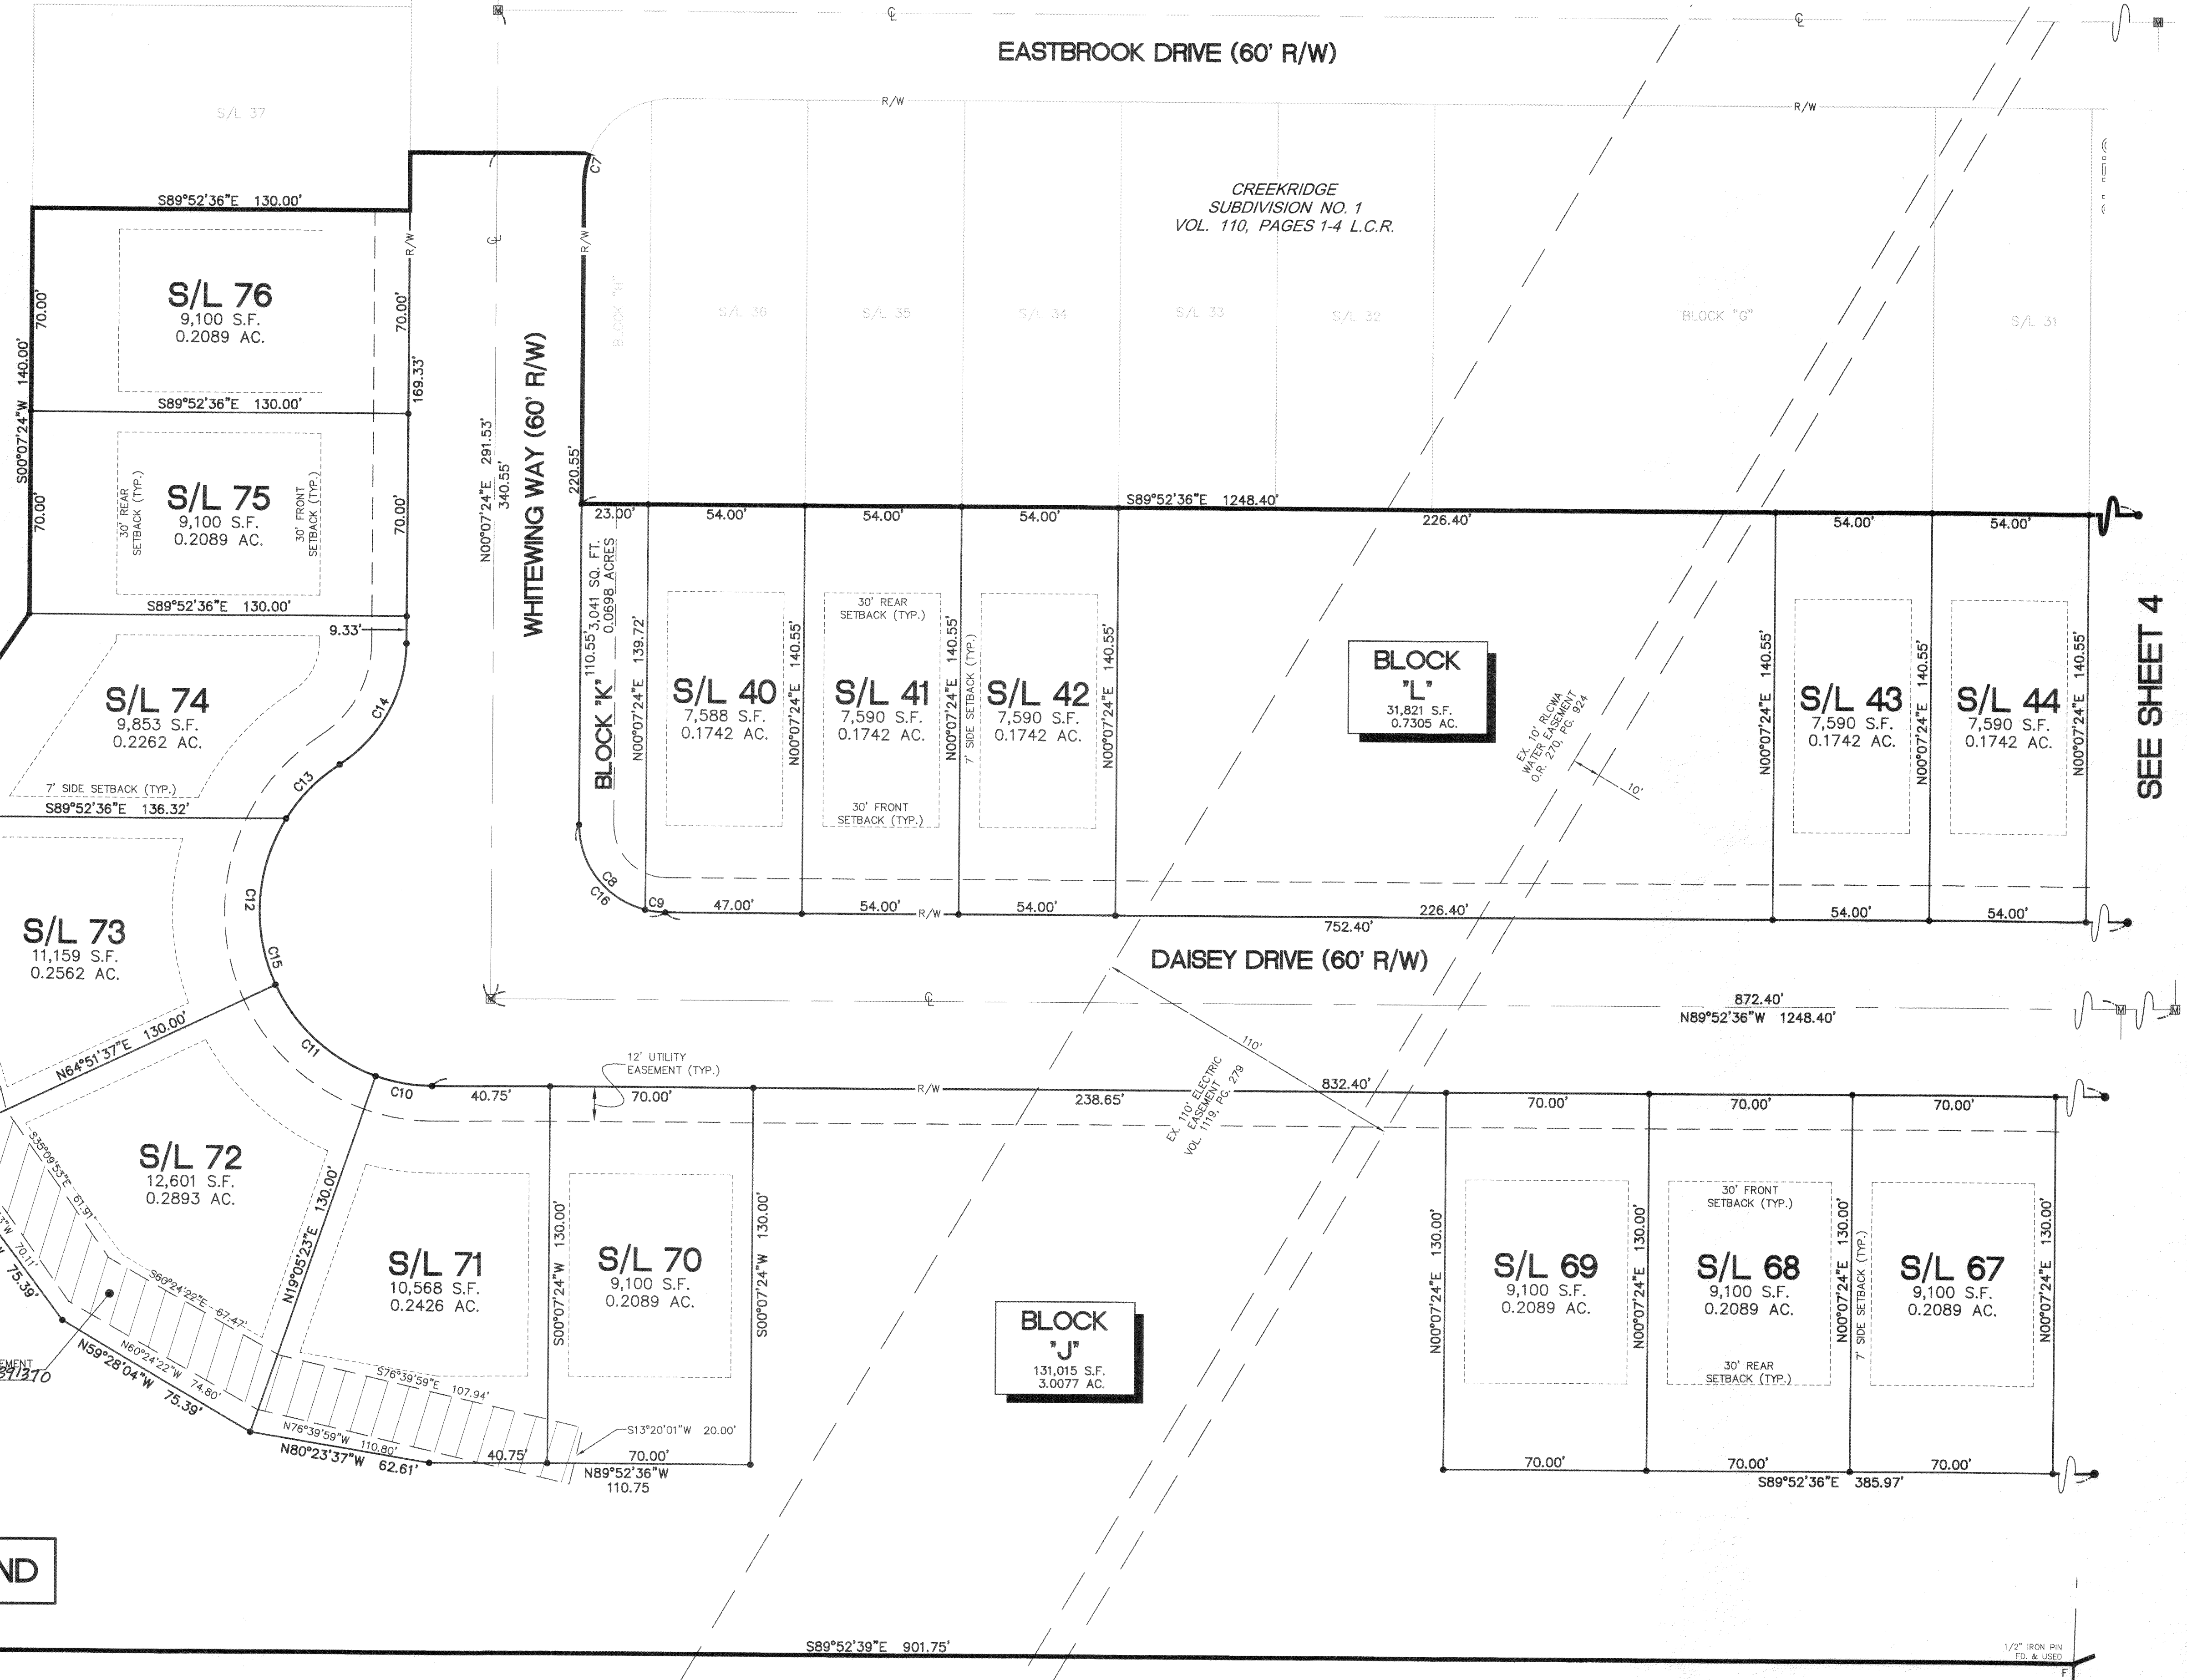 EASTBROOK DRIVE (60' R/W)
R/W
R/W
S/L 37
C7
CREEKRIDGE
SUBDIVISION NO. 1
VOL. 110, PAGES 1-4 L.C.R.
S89°52'36"E 130.00'
R/W
R/W
S/L 76
9,100 S.F.
0.2089 AC.
70.00'
70.00'
169.33'
S00°07'24"W 140.00'
S89°52'36"E 130.00'
S/L 75
9,100 S.F.
0.2089 AC.
30' REAR
SETBACK (TYP.)
30' FRONT
SETBACK (TYP.)
70.00'
70.00'
S89°52'36"E 130.00'
9.33'
N00°07'24"E 291.53'
340.55'
WHITEWING WAY (60' R/W)
220.55'
BLOCK "H"
S/L 36
S/L 35
S/L 34
S/L 33
S/L 32
BLOCK "G"
S/L 31
S89°52'36"E 1248.40'
23.00'
54.00'
54.00'
54.00'
226.40'
54.00'
54.00'
BLOCK "K"
3,041 SQ. FT.
0.0698 ACRES
110.55'
N00°07'24"E 139.72'
S/L 40
7,588 S.F.
0.1742 AC.
N00°07'24"E 140.55'
30' REAR
SETBACK (TYP.)
S/L 41
7,590 S.F.
0.1742 AC.
30' FRONT
SETBACK (TYP.)
N00°07'24"E 140.55'
7' SIDE SETBACK (TYP.)
S/L 42
7,590 S.F.
0.1742 AC.
N00°07'24"E 140.55'
BLOCK
"L"
31,821 S.F.
0.7305 AC.
EX. 10' RLCWA
WATER EASEMENT
O.R. 270, PG. 924
10'
N00°07'24"E 140.55'
S/L 43
7,590 S.F.
0.1742 AC.
N00°07'24"E 140.55'
S/L 44
7,590 S.F.
0.1742 AC.
N00°07'24"E 140.55'
SEE SHEET 4
S/L 74
9,853 S.F.
0.2262 AC.
7' SIDE SETBACK (TYP.)
S89°52'36"E 136.32'
C14
C13
C12
C15
C11
C10
C8
C16
C9
47.00'
54.00'
R/W
54.00'
226.40'
752.40'
54.00'
54.00'
S/L 73
11,159 S.F.
0.2562 AC.
DAISEY DRIVE (60' R/W)
872.40'
N89°52'36"W 1248.40'
N64°51'37"E 130.00'
12' UTILITY
EASEMENT (TYP.)
110'
EX. 110' ELECTRIC
EASEMENT
VOL. 1119, PG. 279
40.75'
70.00'
R/W
238.65'
832.40'
70.00'
70.00'
70.00'
S/L 72
12,601 S.F.
0.2893 AC.
S35°09'53"E 61.91'
S60°24'22"E 67.47'
N60°24'22"W 74.80'
N59°28'04"W 75.39'
70.11'
75.39'
EMENT
N19°05'23"E 130.00'
S/L 71
10,568 S.F.
0.2426 AC.
S76°39'59"E 107.94'
N76°39'59"W 110.80'
N80°23'37"W 62.61'
S00°07'24"W 130.00'
S/L 70
9,100 S.F.
0.2089 AC.
S00°07'24"W 130.00'
S13°20'01"W 20.00'
40.75'
70.00'
N89°52'36"W
110.75
BLOCK
"J"
131,015 S.F.
3.0077 AC.
N00°07'24"E 130.00'
S/L 69
9,100 S.F.
0.2089 AC.
N00°07'24"E 130.00'
30' FRONT
SETBACK (TYP.)
S/L 68
9,100 S.F.
0.2089 AC.
30' REAR
SETBACK (TYP.)
N00°07'24"E 130.00'
7' SIDE SETBACK (TYP.)
S/L 67
9,100 S.F.
0.2089 AC.
N00°07'24"E 130.00'
70.00'
70.00'
70.00'
S89°52'36"E 385.97'
ND
S89°52'39"E 901.75'
1/2" IRON PIN
FD. & USED
F